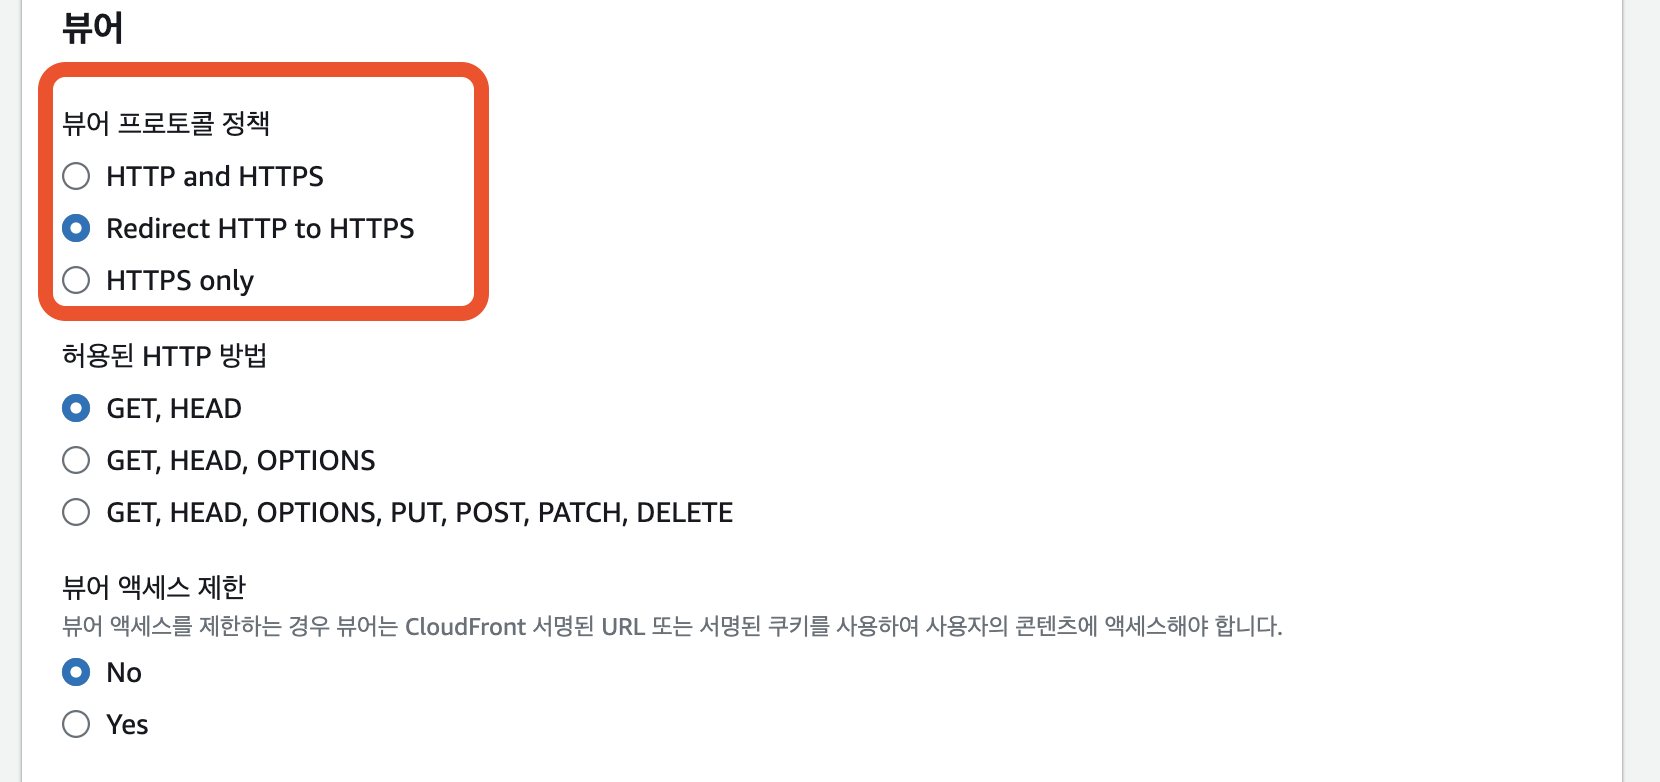 뷰어
뷰어 프로토콜 정책
HTTP and HTTPS
Redirect HTTP to HTTPS
HTTPS only
허용된 HTTP 방법
GET, HEAD
GET, HEAD, OPTIONS
GET, HEAD, OPTIONS, PUT, POST, PATCH, DELETE
뷰어 액세스 제한
뷰어 액세스를 제한하는 경우 뷰어는 CloudFront 서명된 URL 또는 서명된 쿠키를 사용하여 사용자의 콘텐츠에 액세스해야 합니다.
No
Yes